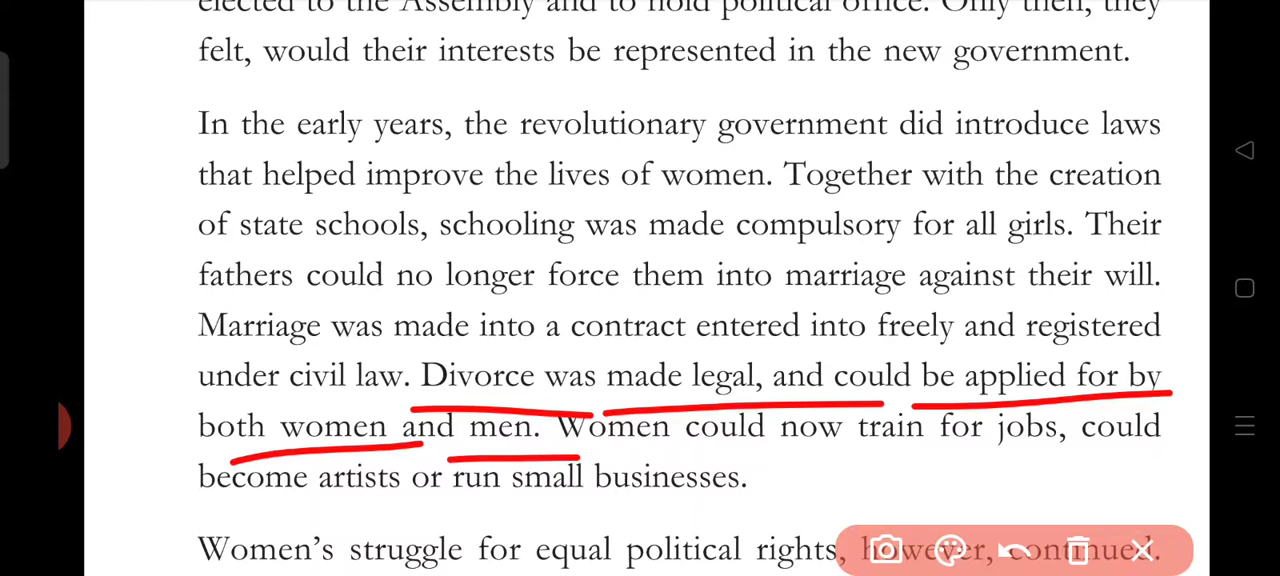 elected to the Assembly and to hold political office. Only then, they
felt, would their interests be represented in the new government.
In the early years, the revolutionary government did introduce laws
that helped improve the lives of women. Together with the creation
of state schools, schooling was made compulsory for all girls. Their
fathers could no longer force them into marriage against their will.
Marriage was made into a contract entered into freely and registered
under civil law. Divorce was made legal, and could be applied for by
both women and men. Women could now train for jobs, could
become artists or run small businesses.
Women's struggle for equal political rights, however, continued.